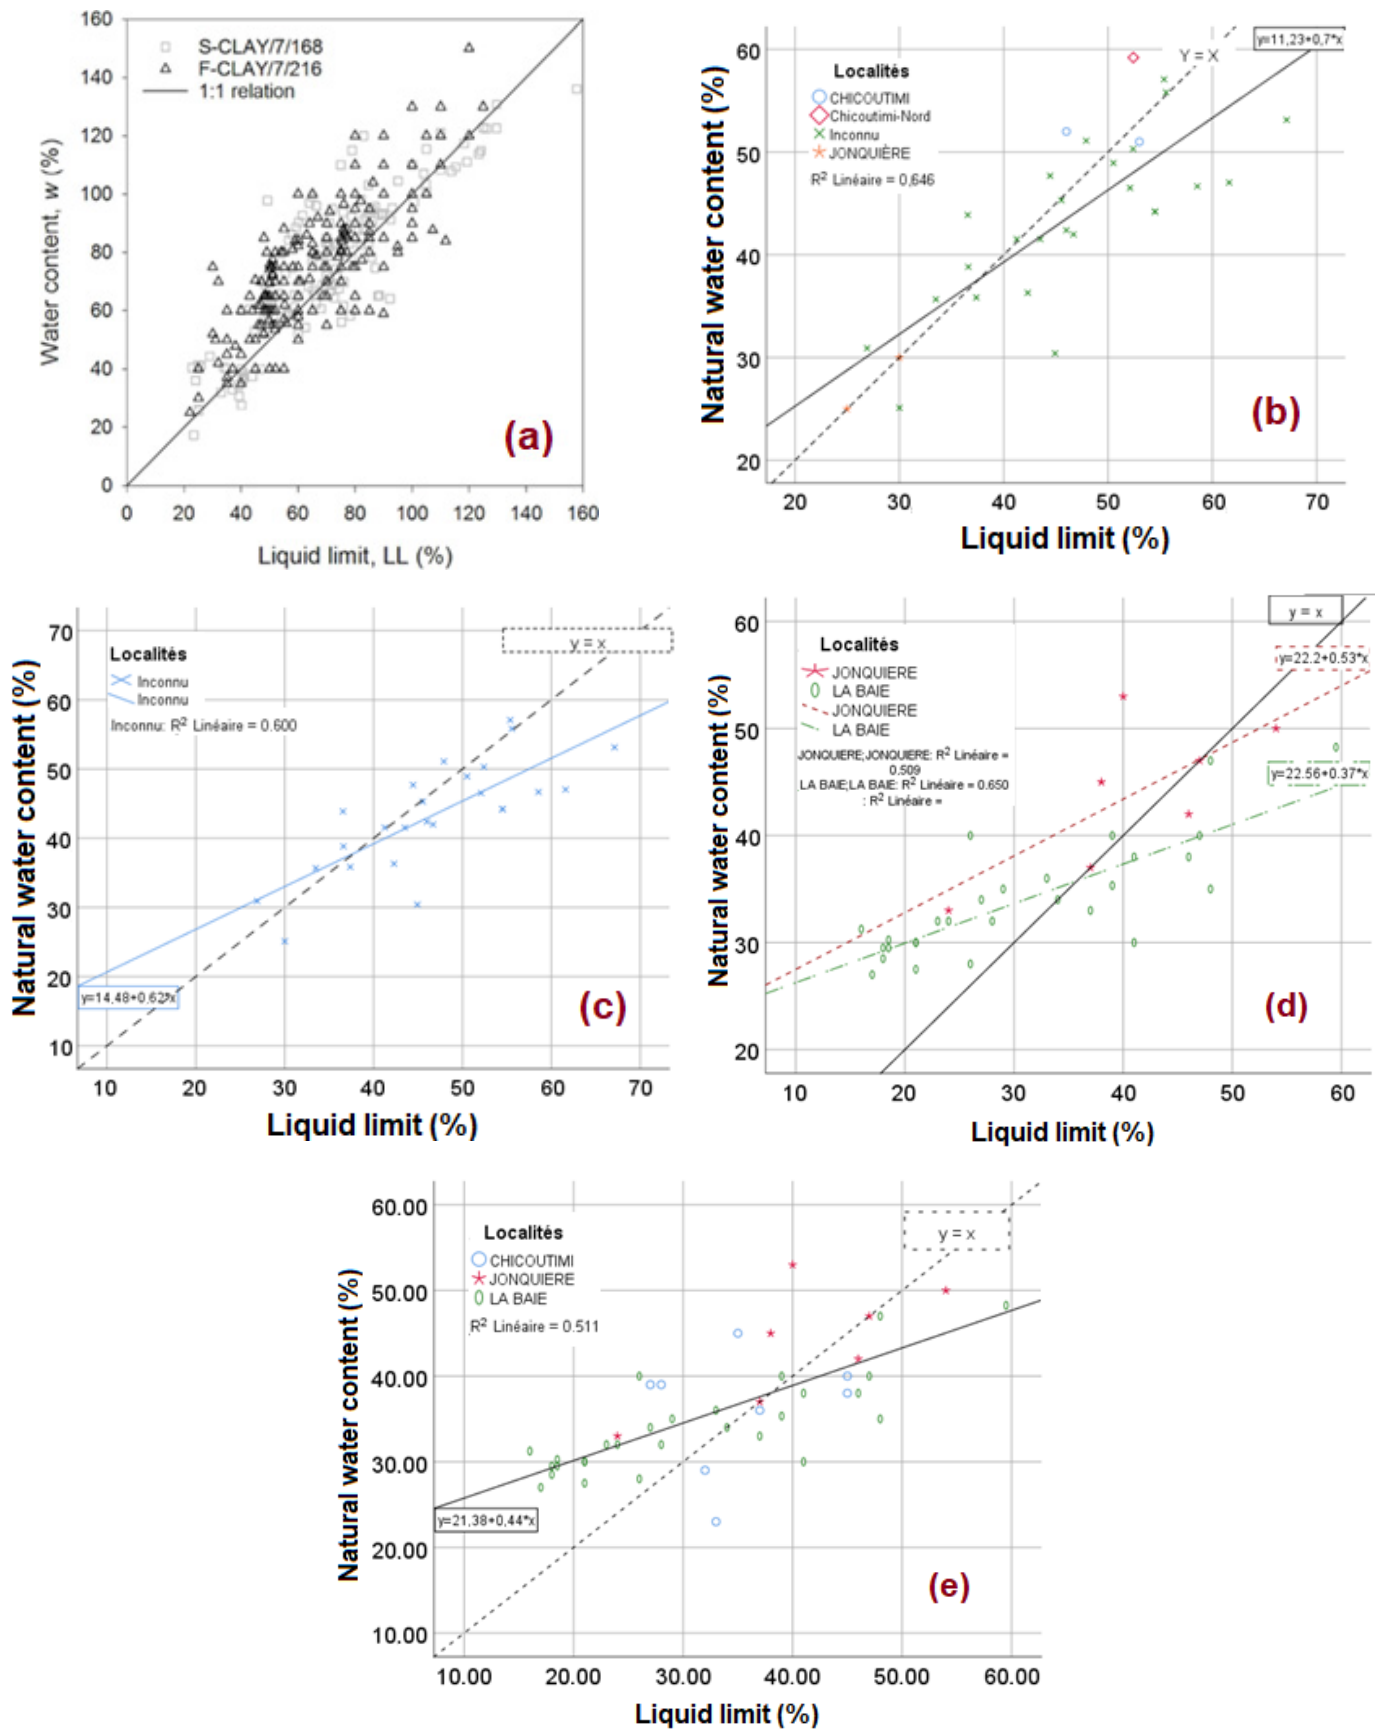 160
140
120
100
80
60
40
20
0
Water content, w (%)
S-CLAY/7/168
F-CLAY/7/216
1:1 relation
(a)
0 20 40 60 80 100 120 140 160
Liquid limit, LL (%)
60
50
40
30
20
Natural water content (%)
Localités
CHICOUTIMI
Chicoutimi-Nord
Inconnu
JONQUIÈRE
R² Linéaire = 0,646
Y = X
y=11,23+0,7*x
(b)
20 30 40 50 60 70
Liquid limit (%)
70
60
50
40
30
20
10
Natural water content (%)
Localités
Inconnu
Inconnu
Inconnu: R² Linéaire = 0.600
y = x
y=14,48+0,62*x
(c)
10 20 30 40 50 60 70
Liquid limit (%)
60
50
40
30
20
Natural water content (%)
Localités
JONQUIERE
LA BAIE
JONQUIERE
LA BAIE
JONQUIERE;JONQUIERE: R² Linéaire =
0.509
LA BAIE;LA BAIE: R² Linéaire = 0.650
: R² Linéaire =
y = x
y=22.2+0.53*x
y=22.56+0.37*x
(d)
10 20 30 40 50 60
Liquid limit (%)
60.00
50.00
40.00
30.00
20.00
10.00
Natural water content (%)
Localités
CHICOUTIMI
JONQUIERE
LA BAIE
R² Linéaire = 0.511
y = x
y=21,38+0,44*x
(e)
10.00 20.00 30.00 40.00 50.00 60.00
Liquid limit (%)